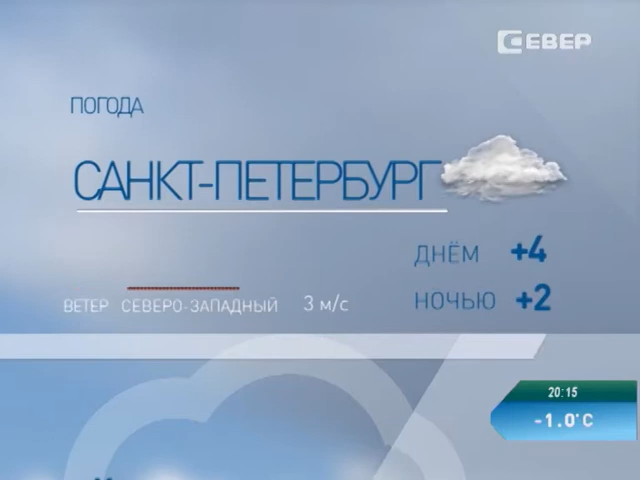 СЕВЕР
ПОГОДА
САНКТ-ПЕТЕРБУРГ
ДНЁМ +4
НОЧЬЮ +2
ВЕТЕР СЕВЕРО-ЗАПАДНЫЙ 3 м/с
20:15
-1.0°C